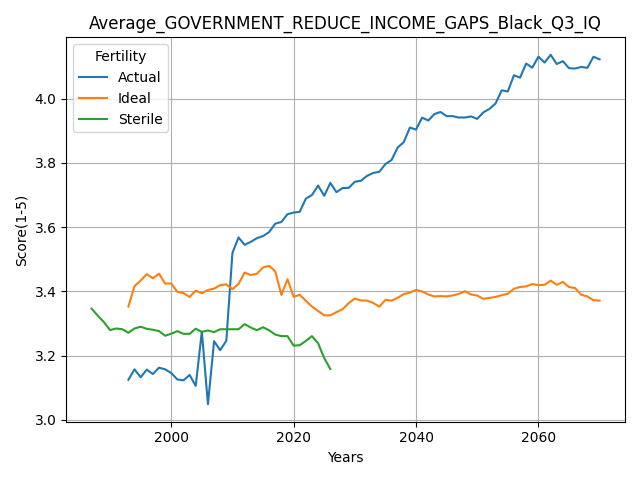 Average_GOVERNMENT_REDUCE_INCOME_GAPS_Black_Q3_IQ
Fertility
Actual
Ideal
Sterile
Score(1-5)
4.0
3.8
3.6
3.4
3.2
3.0
2000 2020 2040 2060
Years